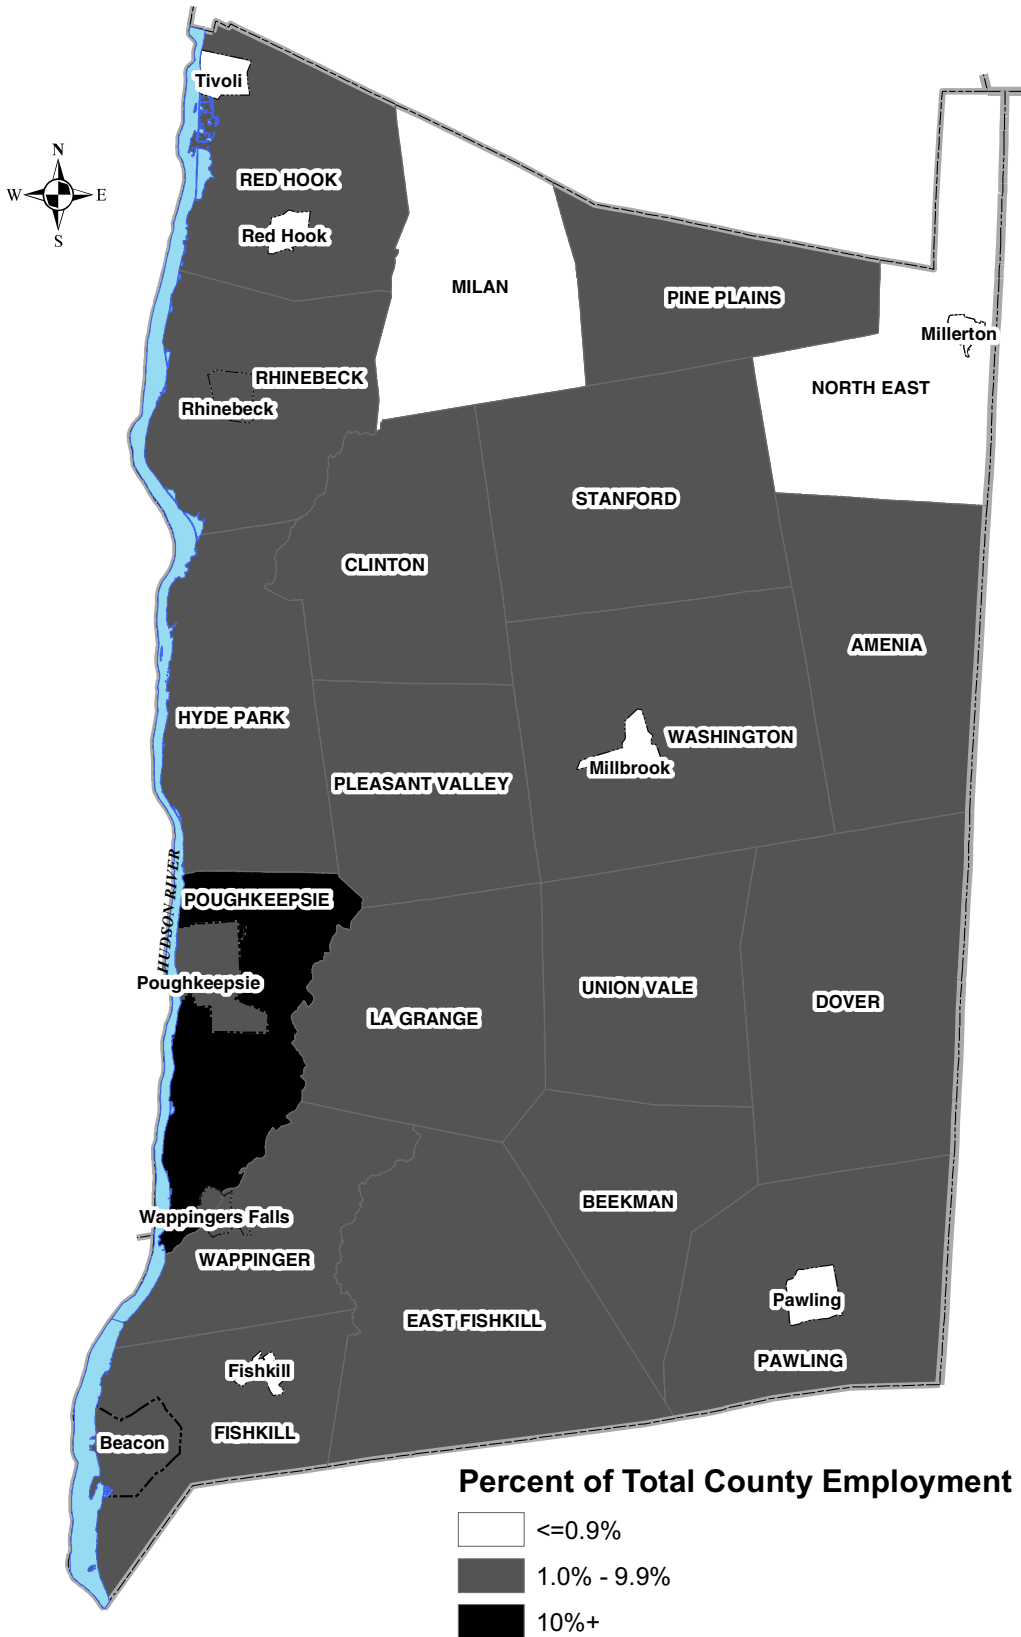 Tivoli
N
W E
S
RED HOOK
Red Hook
MILAN
PINE PLAINS
Millerton
RHINEBECK
NORTH EAST
Rhinebeck
STANFORD
CLINTON
AMENIA
HYDE PARK
WASHINGTON
Millbrook
PLEASANT VALLEY
HUDSON RIVER
POUGHKEEPSIE
Poughkeepsie
UNION VALE
DOVER
LA GRANGE
BEEKMAN
Wappingers Falls
WAPPINGER
Pawling
EAST FISHKILL
PAWLING
Fishkill
FISHKILL
Beacon
Percent of Total County Employment
<=0.9%
1.0% - 9.9%
10%+